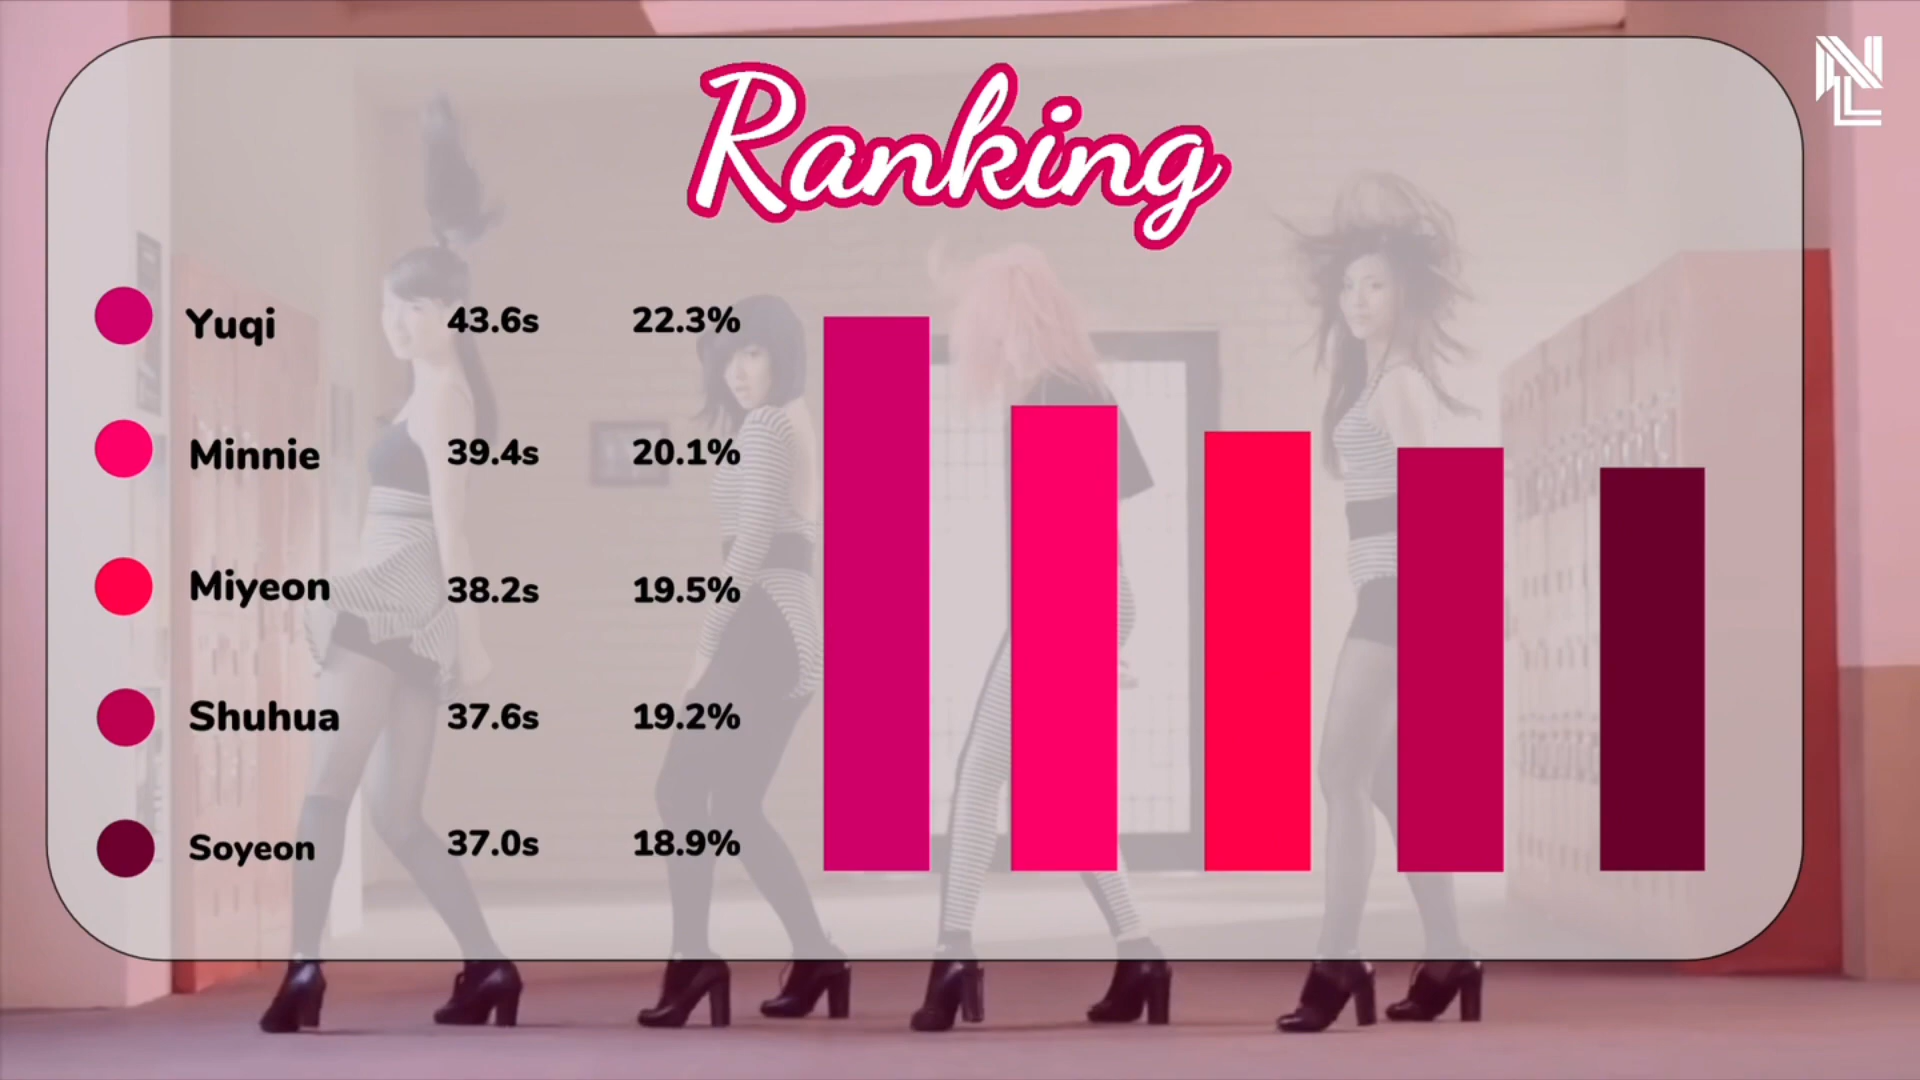 Ranking
Yuqi 43.6s 22.3%
Minnie 39.4s 20.1%
Miyeon 38.2s 19.5%
Shuhua 37.6s 19.2%
Soyeon 37.0s 18.9%
NL